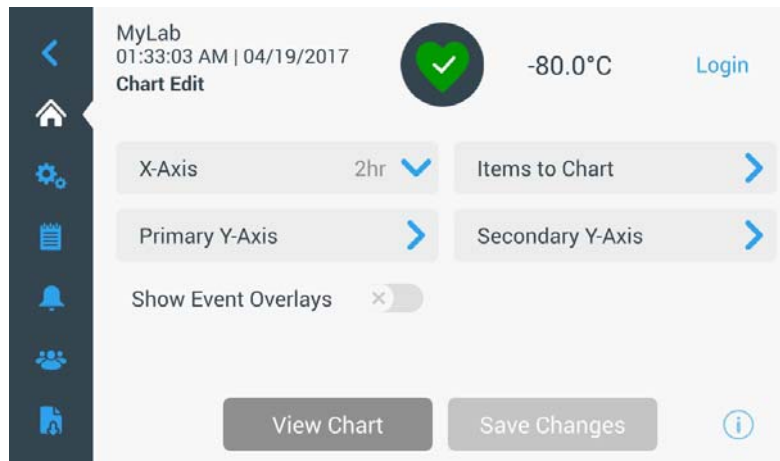 MyLab
01:33:03 AM | 04/19/2017
Chart Edit
-80.0°C
Login
X-Axis 2hr
Items to Chart
Primary Y-Axis
Secondary Y-Axis
Show Event Overlays
View Chart
Save Changes